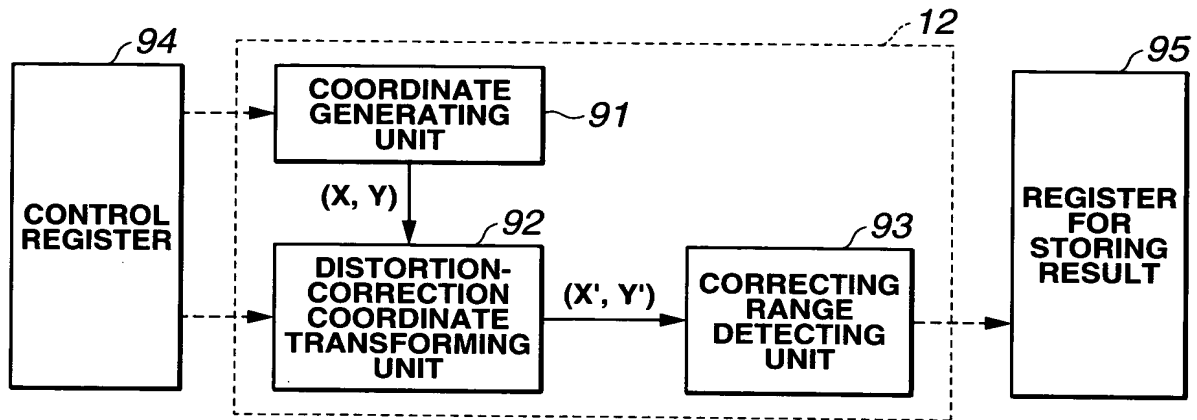 94
12
95
COORDINATE
GENERATING
UNIT
91
(X, Y)
CONTROL
REGISTER
92
DISTORTION-
CORRECTION
COORDINATE
TRANSFORMING
UNIT
(X', Y')
93
CORRECTING
RANGE
DETECTING
UNIT
REGISTER
FOR
STORING
RESULT